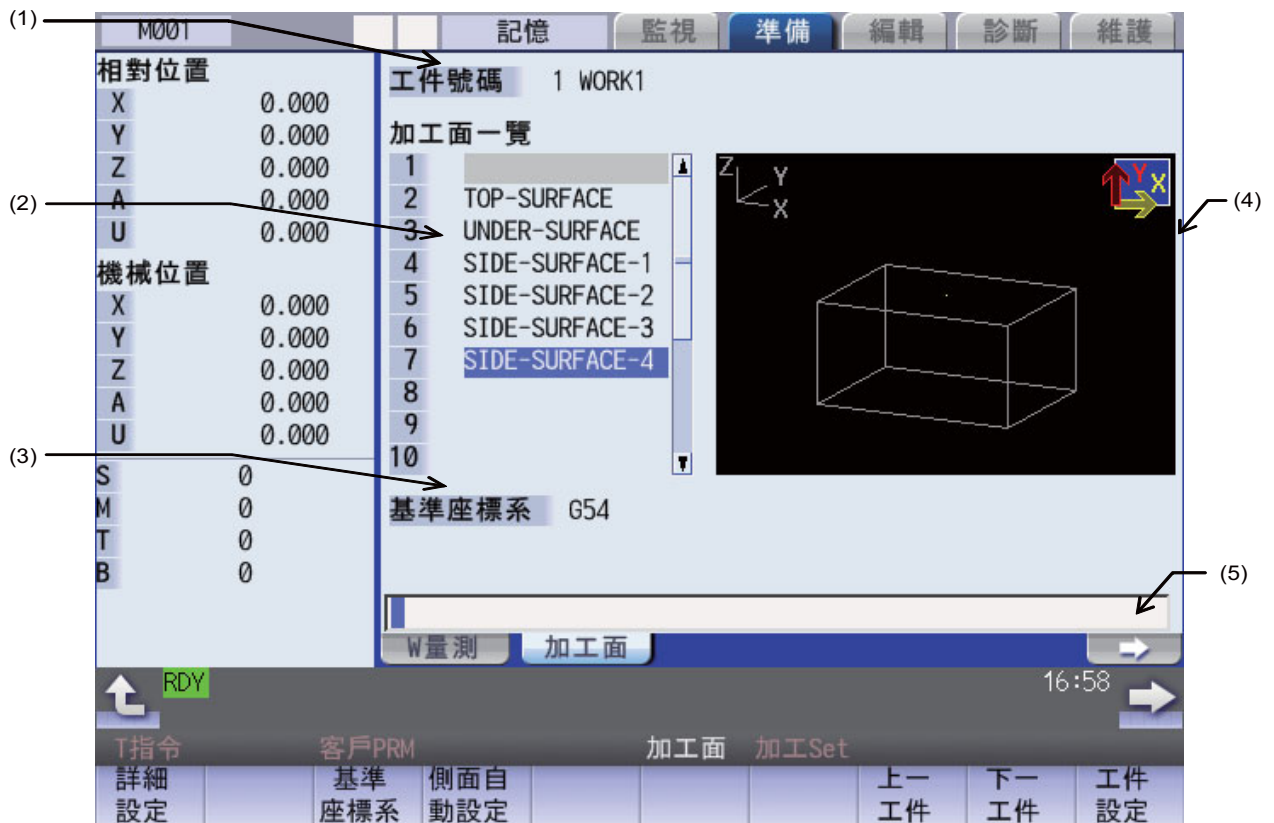 (1)
M001 記憶 監視 準備 編輯 診斷 維護
相對位置
X 0.000
Y 0.000
Z 0.000
A 0.000
U 0.000
機械位置
X 0.000
Y 0.000
Z 0.000
A 0.000
U 0.000
S 0
M 0
T 0
B 0
工件號碼 1 WORK1
加工面一覽
1
2 TOP-SURFACE
3 UNDER-SURFACE
4 SIDE-SURFACE-1
5 SIDE-SURFACE-2
6 SIDE-SURFACE-3
7 SIDE-SURFACE-4
8
9
10
(2)
(3)
Z
Y
X
Y
X
(4)
基準座標系 G54
(5)
W量測 加工面
RDY 16:58
T指令 客戶PRM 加工面 加工Set
詳細 基準 側面自 上一 下一 工件
設定 座標系 動設定 工件 工件 設定